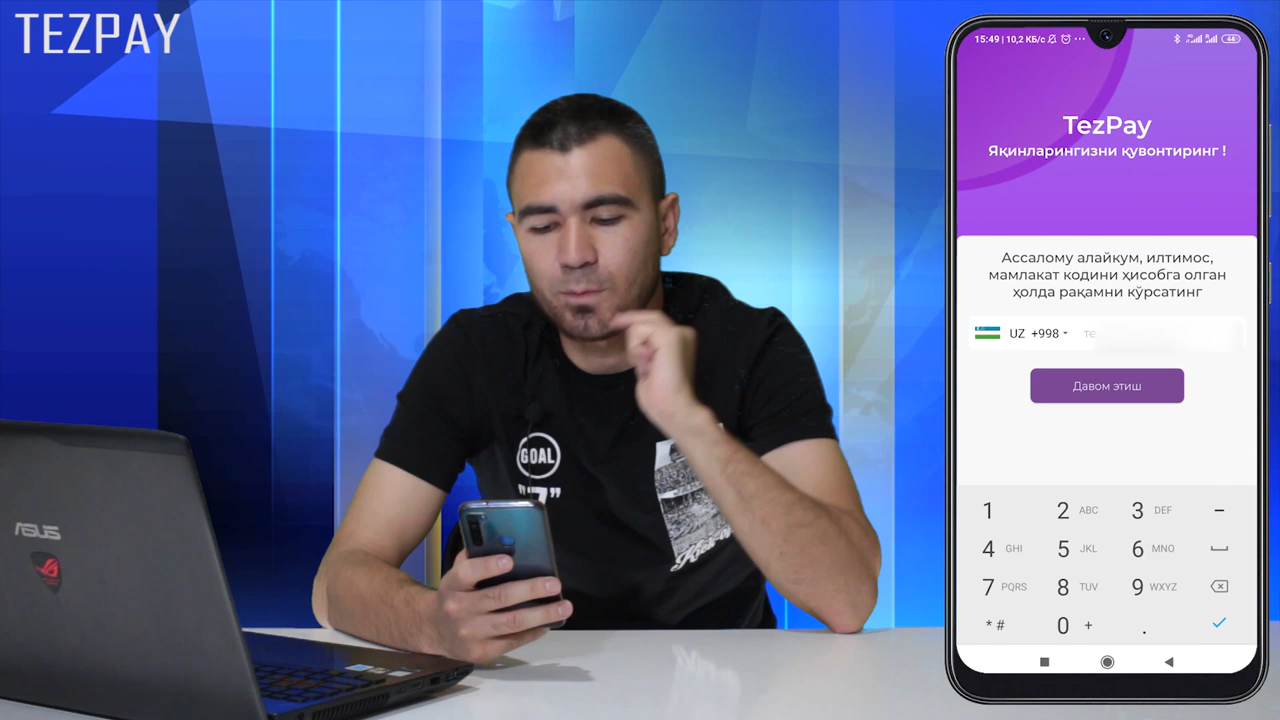 TEZPAY
15:49 | 10,2 КБ/с
44
TezPay
Яқинларингизни қувонтиринг !
Ассалому алайкум, илтимос,
мамлакат кодини ҳисобга олган
ҳолда рақамни кўрсатинг
UZ +998
Давом этиш
1 2 ABC 3 DEF -
4 GHI 5 JKL 6 MNO
7 PQRS 8 TUV 9 WXYZ
* # 0 + .
GOAL
"7"
ASUS